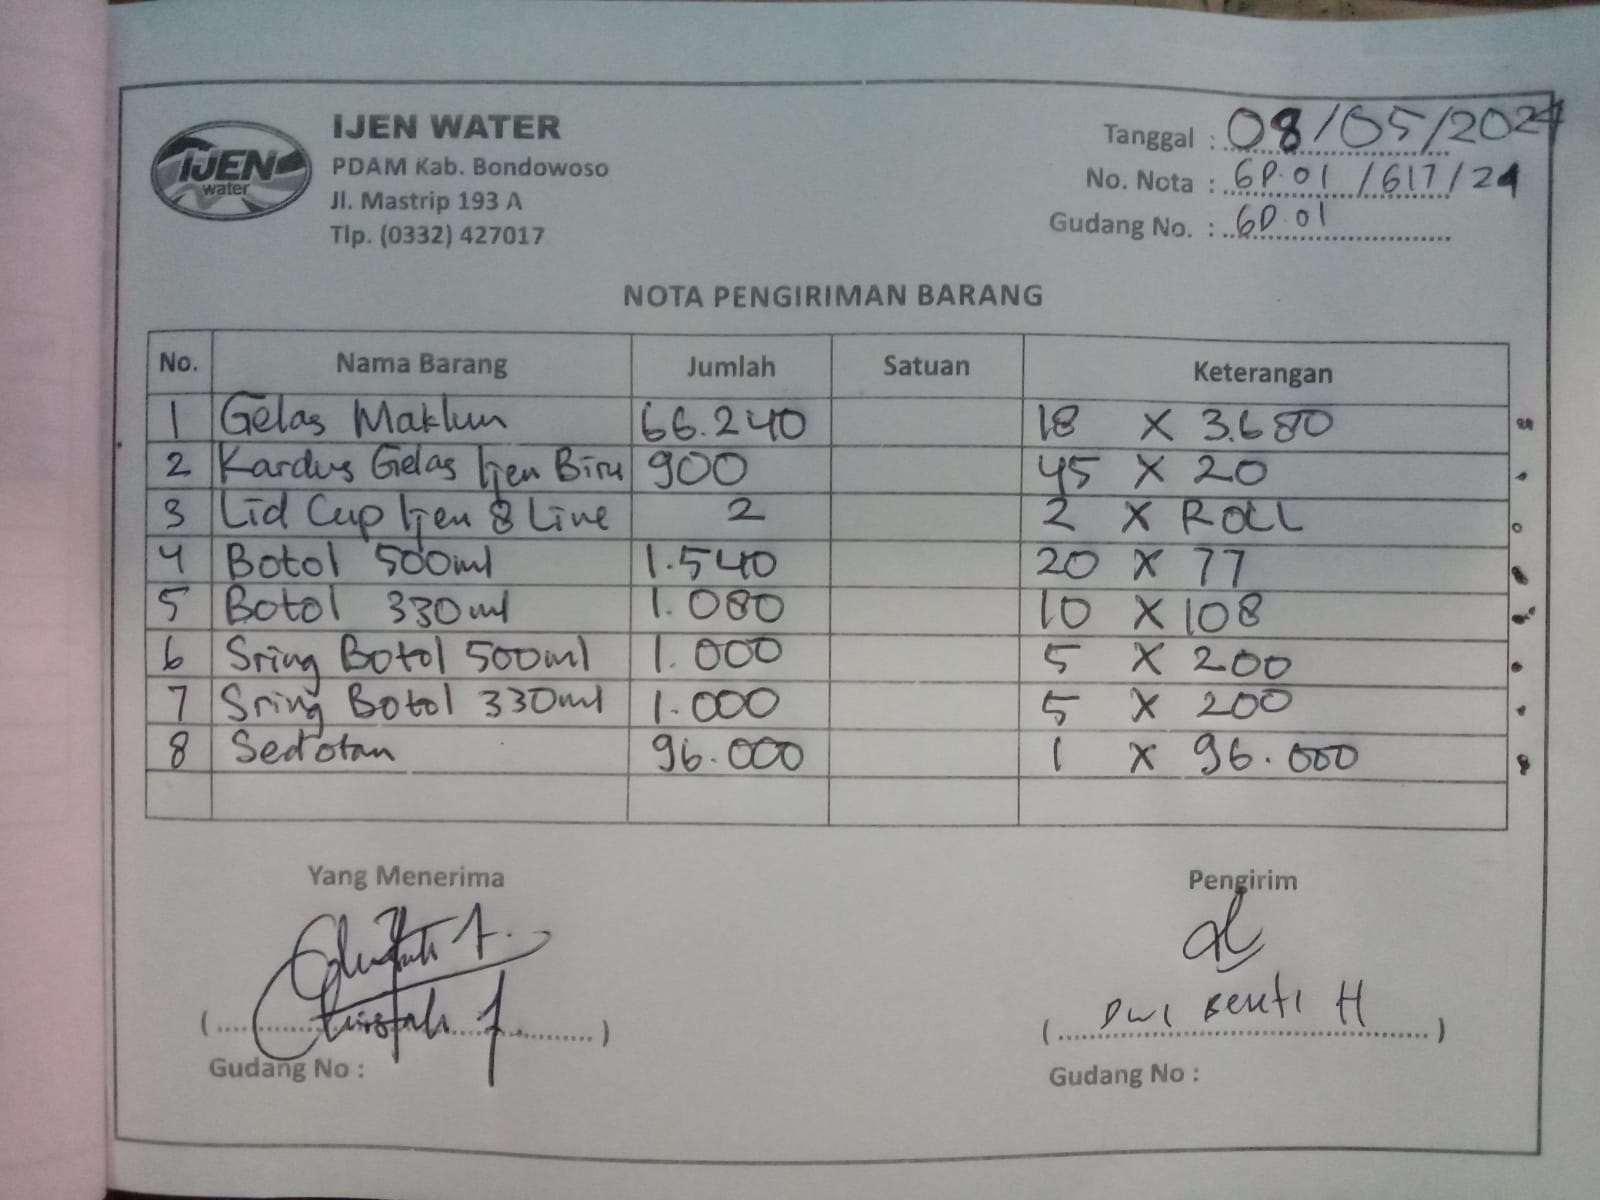 IJEN
water
IJEN WATER
PDAM Kab. Bondowoso
Jl. Mastrip 193 A
Tlp. (0332) 427017
Tanggal : 08/05/2024
No. Nota : GP.01 /617/24
Gudang No. : GD.01
NOTA PENGIRIMAN BARANG
No. Nama Barang Jumlah Satuan Keterangan
1 Gelas Maklun 66.240 18 X 3.680
2 Kardus Gelas Ijen Biru 900 45 X 20
3 Lid Cup Ijen 8 Line 2 2 X ROLL
4 Botol 500ml 1.540 20 X 77
5 Botol 330ml 1.080 10 X 108
6 Sring Botol 500ml 1.000 5 X 200
7 Sring Botol 330ml 1.000 5 X 200
8 Sedotan 96.000 1 X 96.000
Yang Menerima Pengirim
( ) ( Dwi Bekti H )
Gudang No : Gudang No :